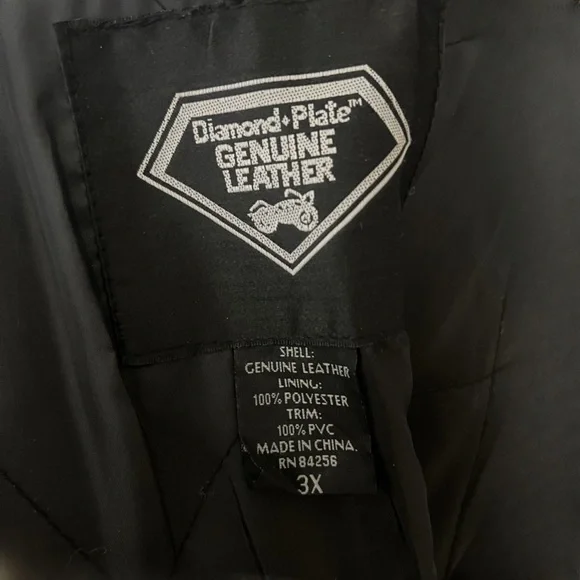 Diamond Plate™
GENUINE
LEATHER
SHELL:
GENUINE LEATHER
LINING:
100% POLYESTER
TRIM:
100% PVC
MADE IN CHINA.
RN 84256
3X